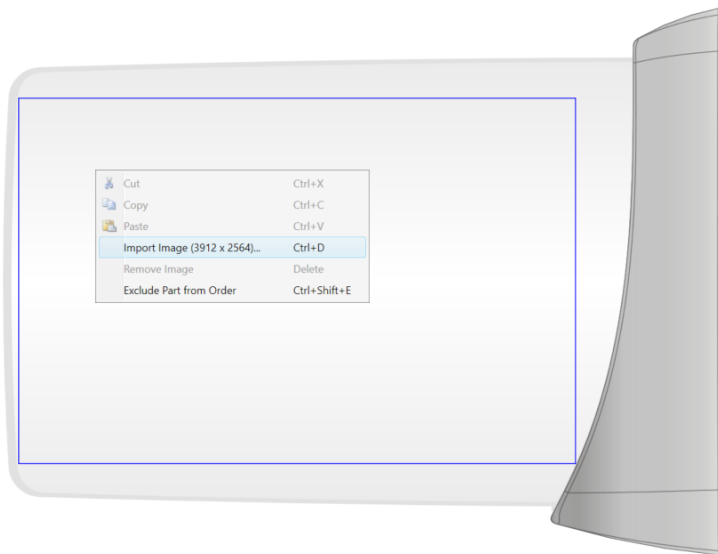 Cut Ctrl+X
Copy Ctrl+C
Paste Ctrl+V
Import Image (3912 x 2564)... Ctrl+D
Remove Image Delete
Exclude Part from Order Ctrl+Shift+E